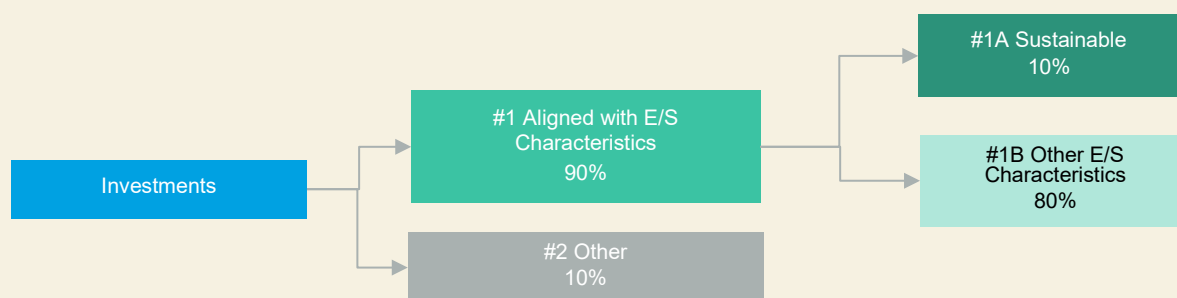 Investments
#1 Aligned with E/S
Characteristics
90%
#2 Other
10%
#1A Sustainable
10%
#1B Other E/S
Characteristics
80%